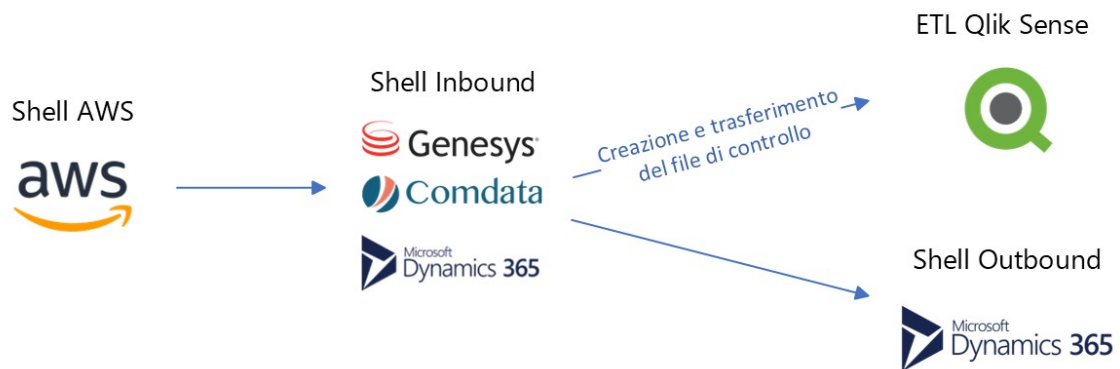 ETL Qlik Sense
Shell Inbound
Shell AWS
aws
Genesys
Comdata
Microsoft
Dynamics 365
Creazione e trasferimento
del file di controllo
Shell Outbound
Microsoft
Dynamics 365